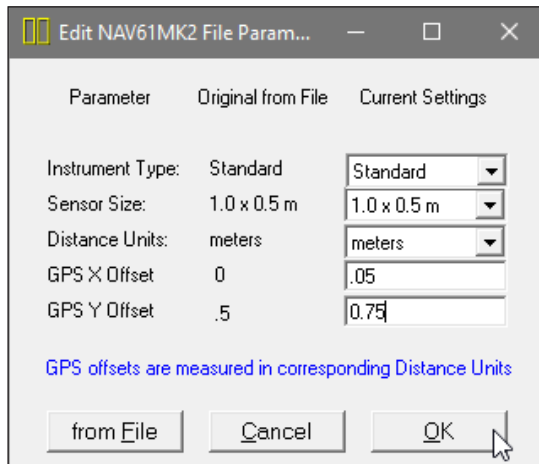 Edit NAV61MK2 File Param...
Parameter Original from File Current Settings
Instrument Type: Standard Standard
Sensor Size: 1.0 x 0.5 m 1.0 x 0.5 m
Distance Units: meters meters
GPS X Offset 0 .05
GPS Y Offset .5 0.75
GPS offsets are measured in corresponding Distance Units
from File Cancel OK